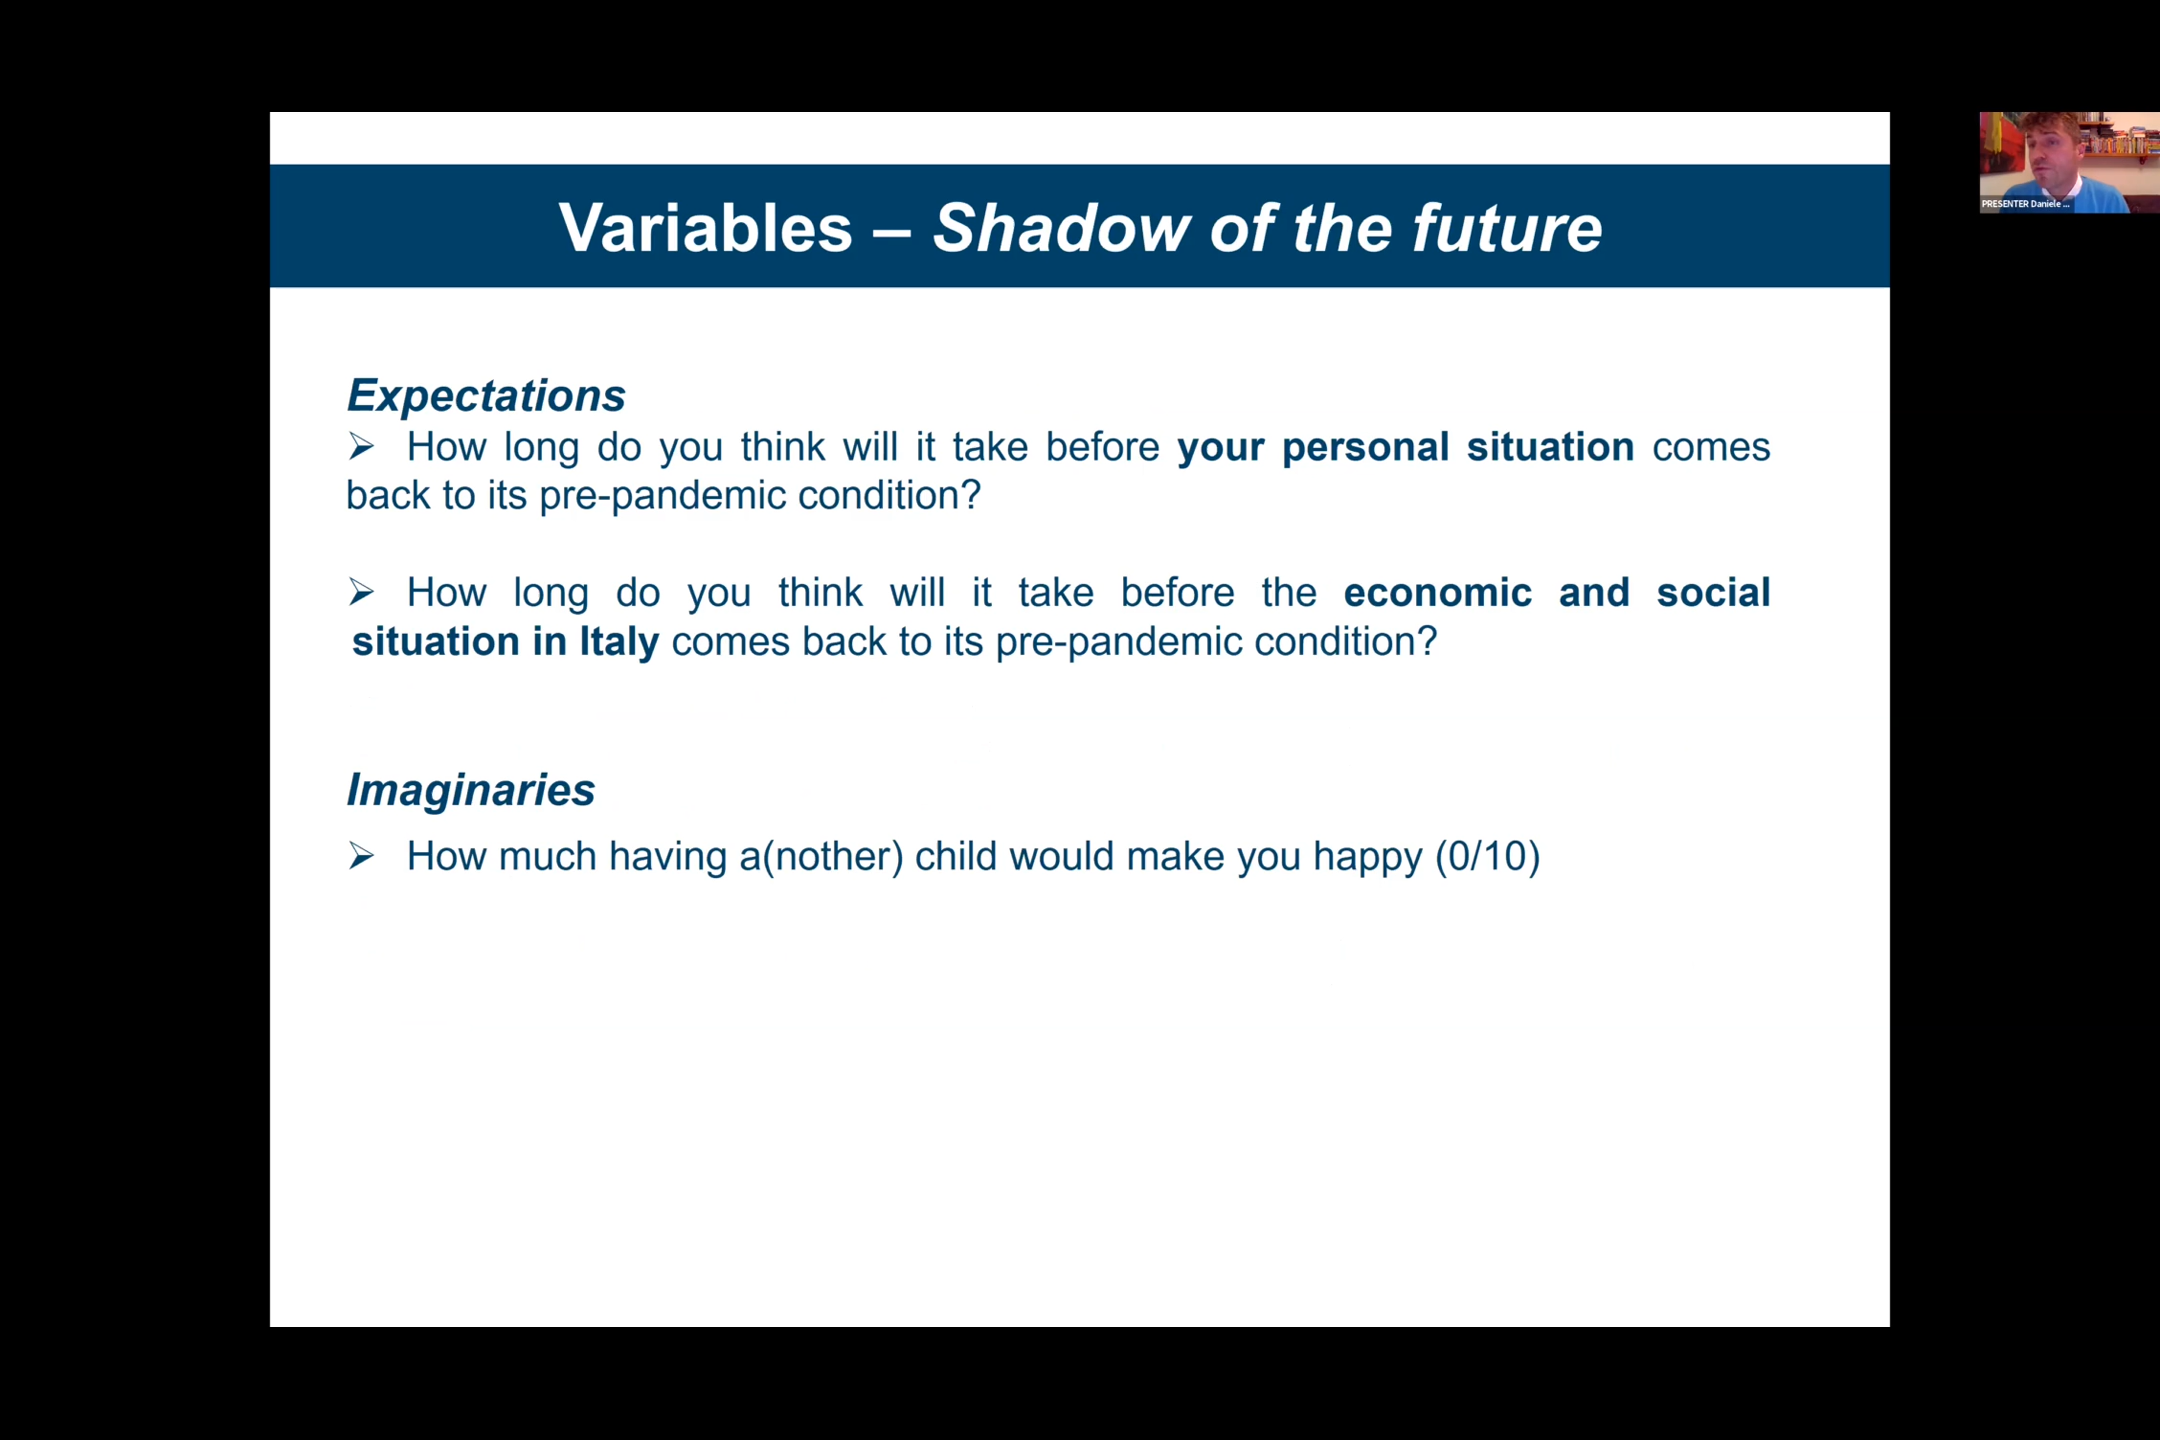 Variables – Shadow of the future
PRESENTER Daniele ...
Expectations
➢ How long do you think will it take before your personal situation comes
back to its pre-pandemic condition?
➢ How long do you think will it take before the economic and social
situation in Italy comes back to its pre-pandemic condition?
Imaginaries
➢ How much having a(nother) child would make you happy (0/10)